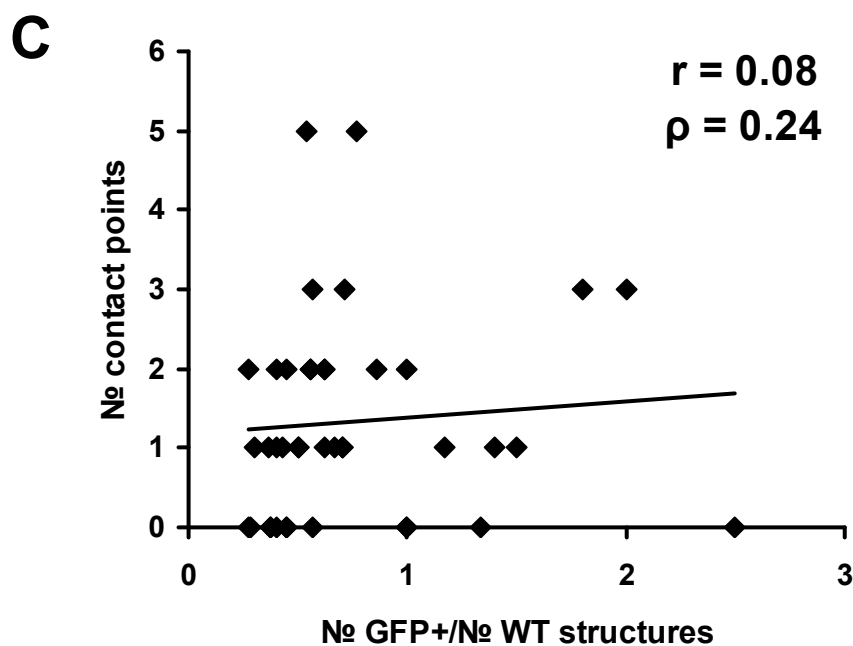 C
r = 0.08
ρ = 0.24
6
5
4
3
2
1
0
№ contact points
0 1 2 3
№ GFP+/№ WT structures